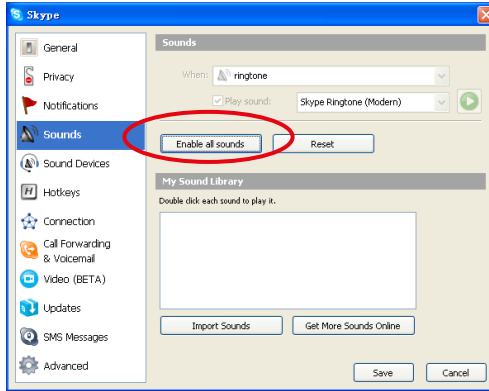 Skype
General
Privacy
Notifications
Sounds
Sound Devices
Hotkeys
Connection
Call Forwarding
& Voicemail
Video (BETA)
Updates
SMS Messages
Advanced
Sounds
When: ringtone
Play sound: Skype Ringtone (Modern)
Enable all sounds Reset
My Sound Library
Double click each sound to play it.
Import Sounds Get More Sounds Online
Save Cancel